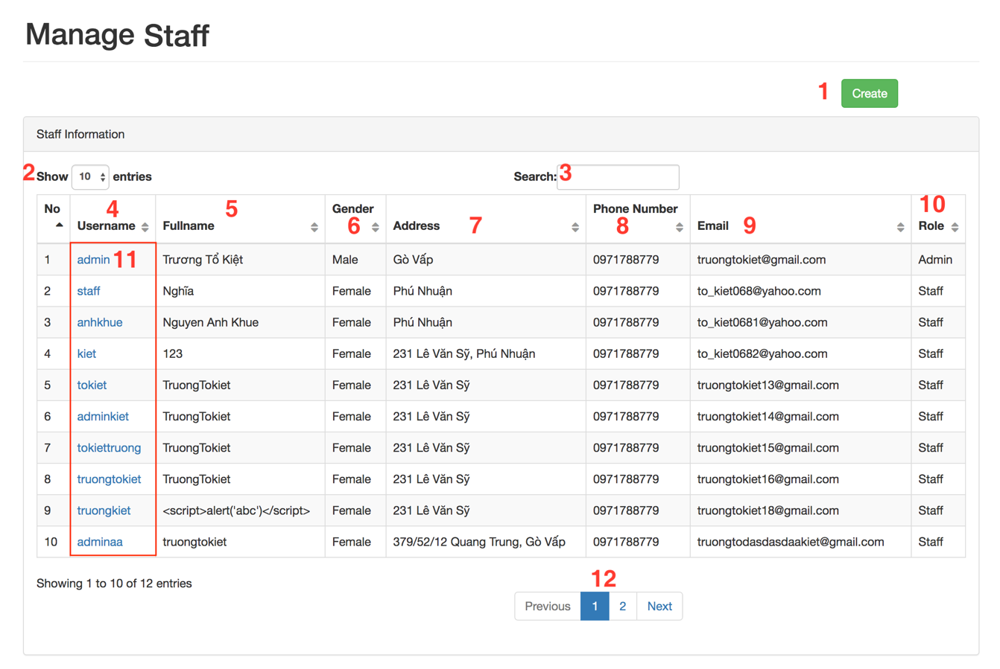 Manage Staff
1 Create
Staff Information
2 Show 10 entries Search: 3
No 4 Username 5 Fullname Gender 6 Address 7 Phone Number 8 Email 9 10 Role
1 admin 11 Trương Tổ Kiệt Male Gò Vấp 0971788779 truongtokiet@gmail.com Admin
2 staff Nghĩa Female Phú Nhuận 0971788779 to_kiet068@yahoo.com Staff
3 anhkhue Nguyen Anh Khue Female Phú Nhuận 0971788779 to_kiet0681@yahoo.com Staff
4 kiet 123 Female 231 Lê Văn Sỹ, Phú Nhuận 0971788779 to_kiet0682@yahoo.com Staff
5 tokiet TruongTokiet Female 231 Lê Văn Sỹ 0971788779 truongtokiet13@gmail.com Staff
6 adminkiet TruongTokiet Female 231 Lê Văn Sỹ 0971788779 truongtokiet14@gmail.com Staff
7 tokiettruong TruongTokiet Female 231 Lê Văn Sỹ 0971788779 truongtokiet15@gmail.com Staff
8 truongtokiet TruongTokiet Female 231 Lê Văn Sỹ 0971788779 truongtokiet16@gmail.com Staff
9 truongkiet <script>alert('abc')</script> Female 231 Lê Văn Sỹ 0971788779 truongtokiet18@gmail.com Staff
10 adminaa truongtokiet Female 379/52/12 Quang Trung, Gò Vấp 0971788779 truongtodasdasdaakiet@gmail.com Staff
Showing 1 to 10 of 12 entries
12
Previous 1 2 Next